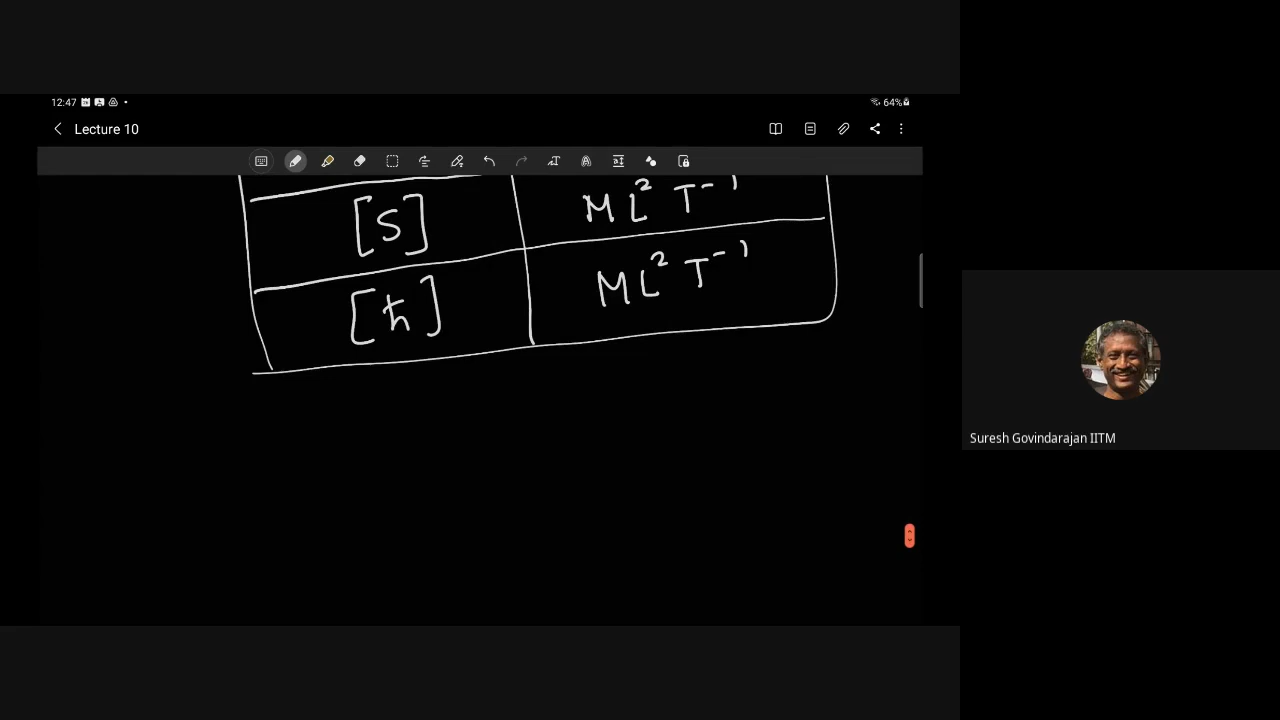 12:47
64%
Lecture 10
[S] M L² T⁻¹
[ħ] M L² T⁻¹
Suresh Govindarajan IITM